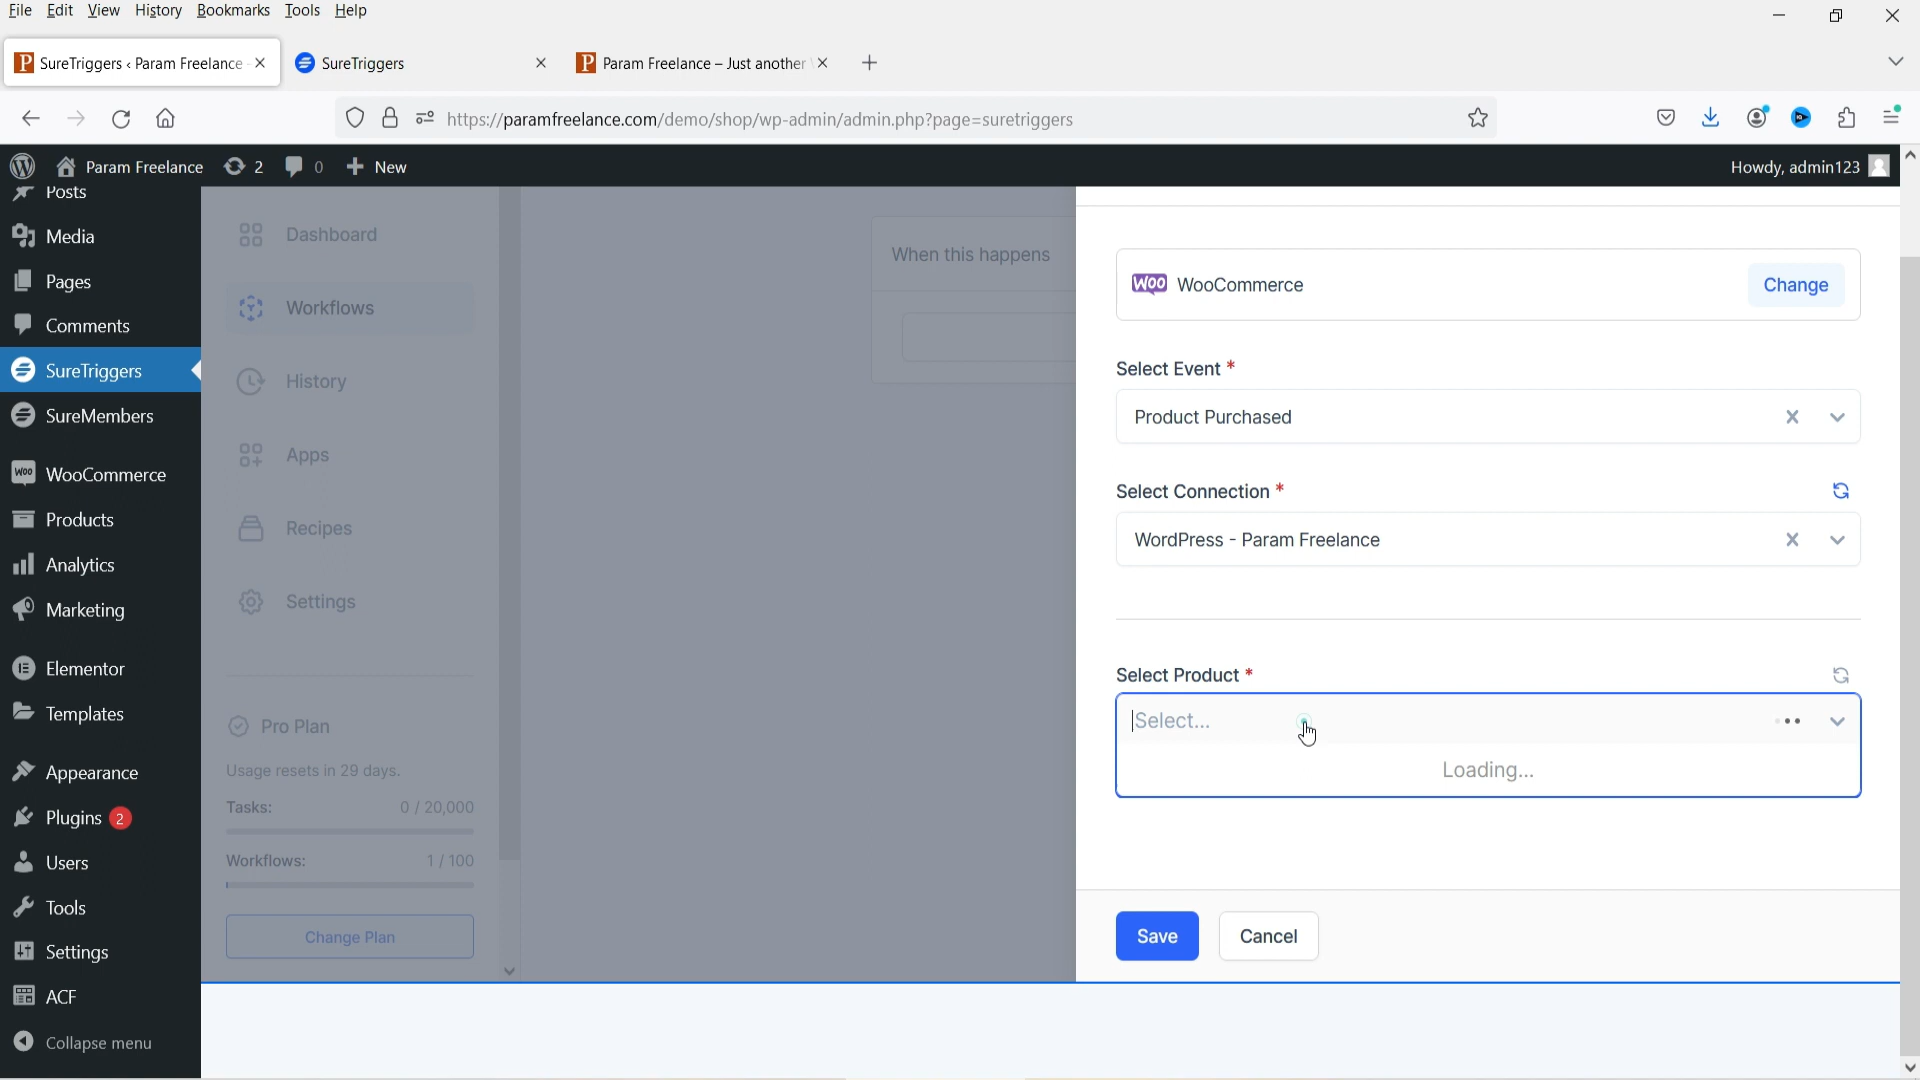 File Edit View History Bookmarks Tools Help
SureTriggers ‹ Param Freelance
SureTriggers
Param Freelance – Just another
https://paramfreelance.com/demo/shop/wp-admin/admin.php?page=suretriggers
Param Freelance 2 0 New
Howdy, admin123
Posts
Media
Pages
Comments
SureTriggers
SureMembers
WooCommerce
Products
Analytics
Marketing
Elementor
Templates
Appearance
Plugins 2
Users
Tools
Settings
ACF
Collapse menu
Dashboard
Workflows
History
Apps
Recipes
Settings
Pro Plan
Usage resets in 29 days.
Tasks: 0 / 20,000
Workflows: 1 / 100
Change Plan
When this happens
Woo WooCommerce
Change
Select Event *
Product Purchased
Select Connection *
WordPress - Param Freelance
Select Product *
Select...
Loading...
Save Cancel